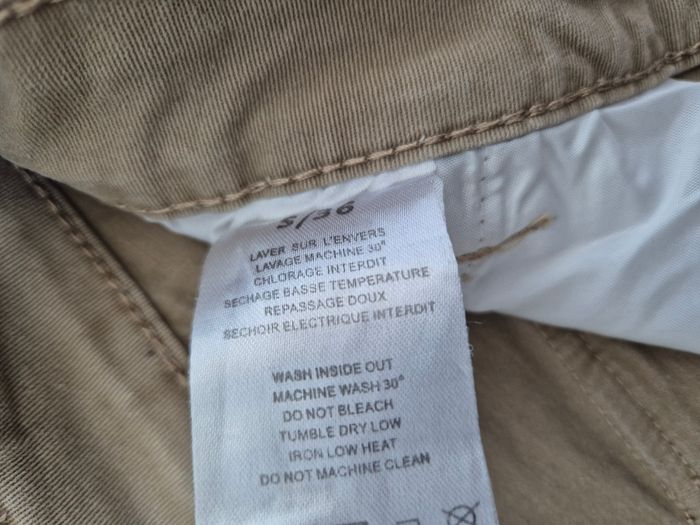 S/36
LAVER SUR L'ENVERS
LAVAGE MACHINE 30°
CHLORAGE INTERDIT
SECHAGE BASSE TEMPERATURE
REPASSAGE DOUX
SECHOIR ELECTRIQUE INTERDIT
WASH INSIDE OUT
MACHINE WASH 30°
DO NOT BLEACH
TUMBLE DRY LOW
IRON LOW HEAT
DO NOT MACHINE CLEAN